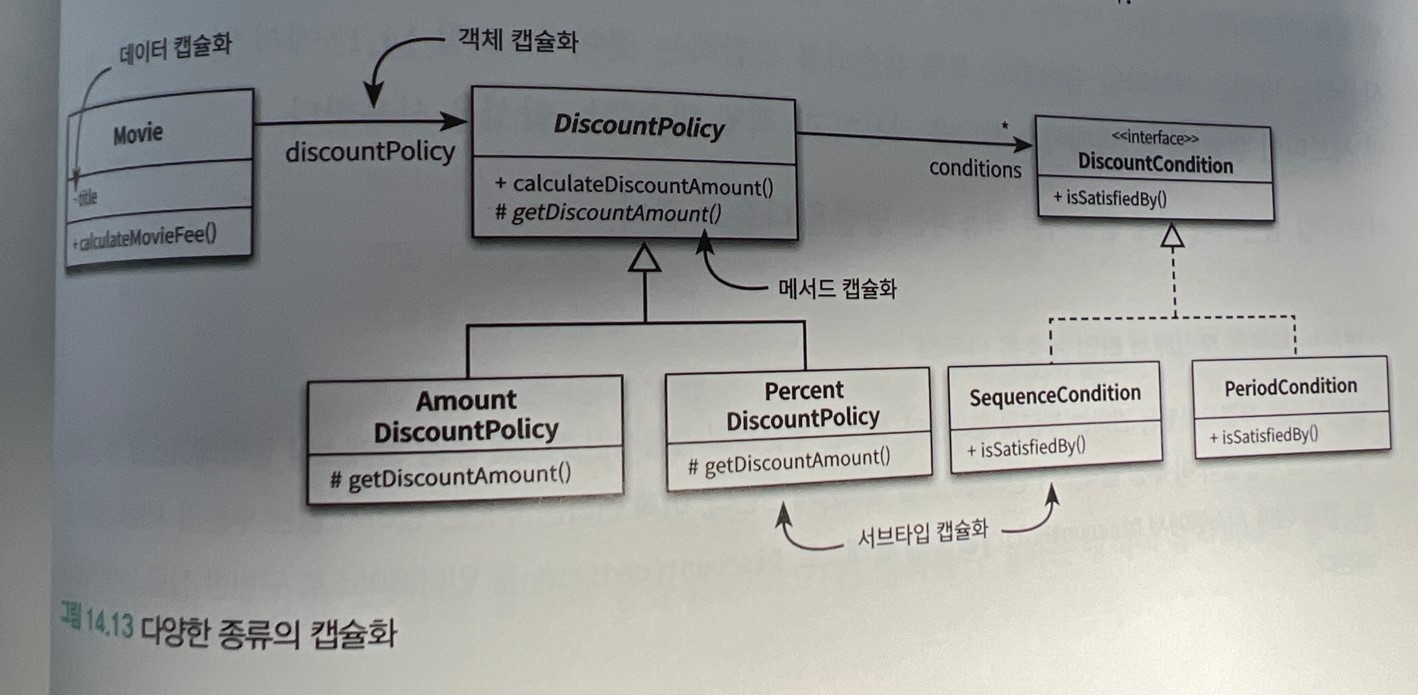 데이터 캡슐화
객체 캡슐화
Movie
- title
+ calculateMovieFee()
discountPolicy
DiscountPolicy
+ calculateDiscountAmount()
# getDiscountAmount()
*
conditions
<<interface>>
DiscountCondition
+ isSatisfiedBy()
메서드 캡슐화
Amount
DiscountPolicy
# getDiscountAmount()
Percent
DiscountPolicy
# getDiscountAmount()
SequenceCondition
+ isSatisfiedBy()
PeriodCondition
+ isSatisfiedBy()
서브타입 캡슐화
그림 14.13 다양한 종류의 캡슐화